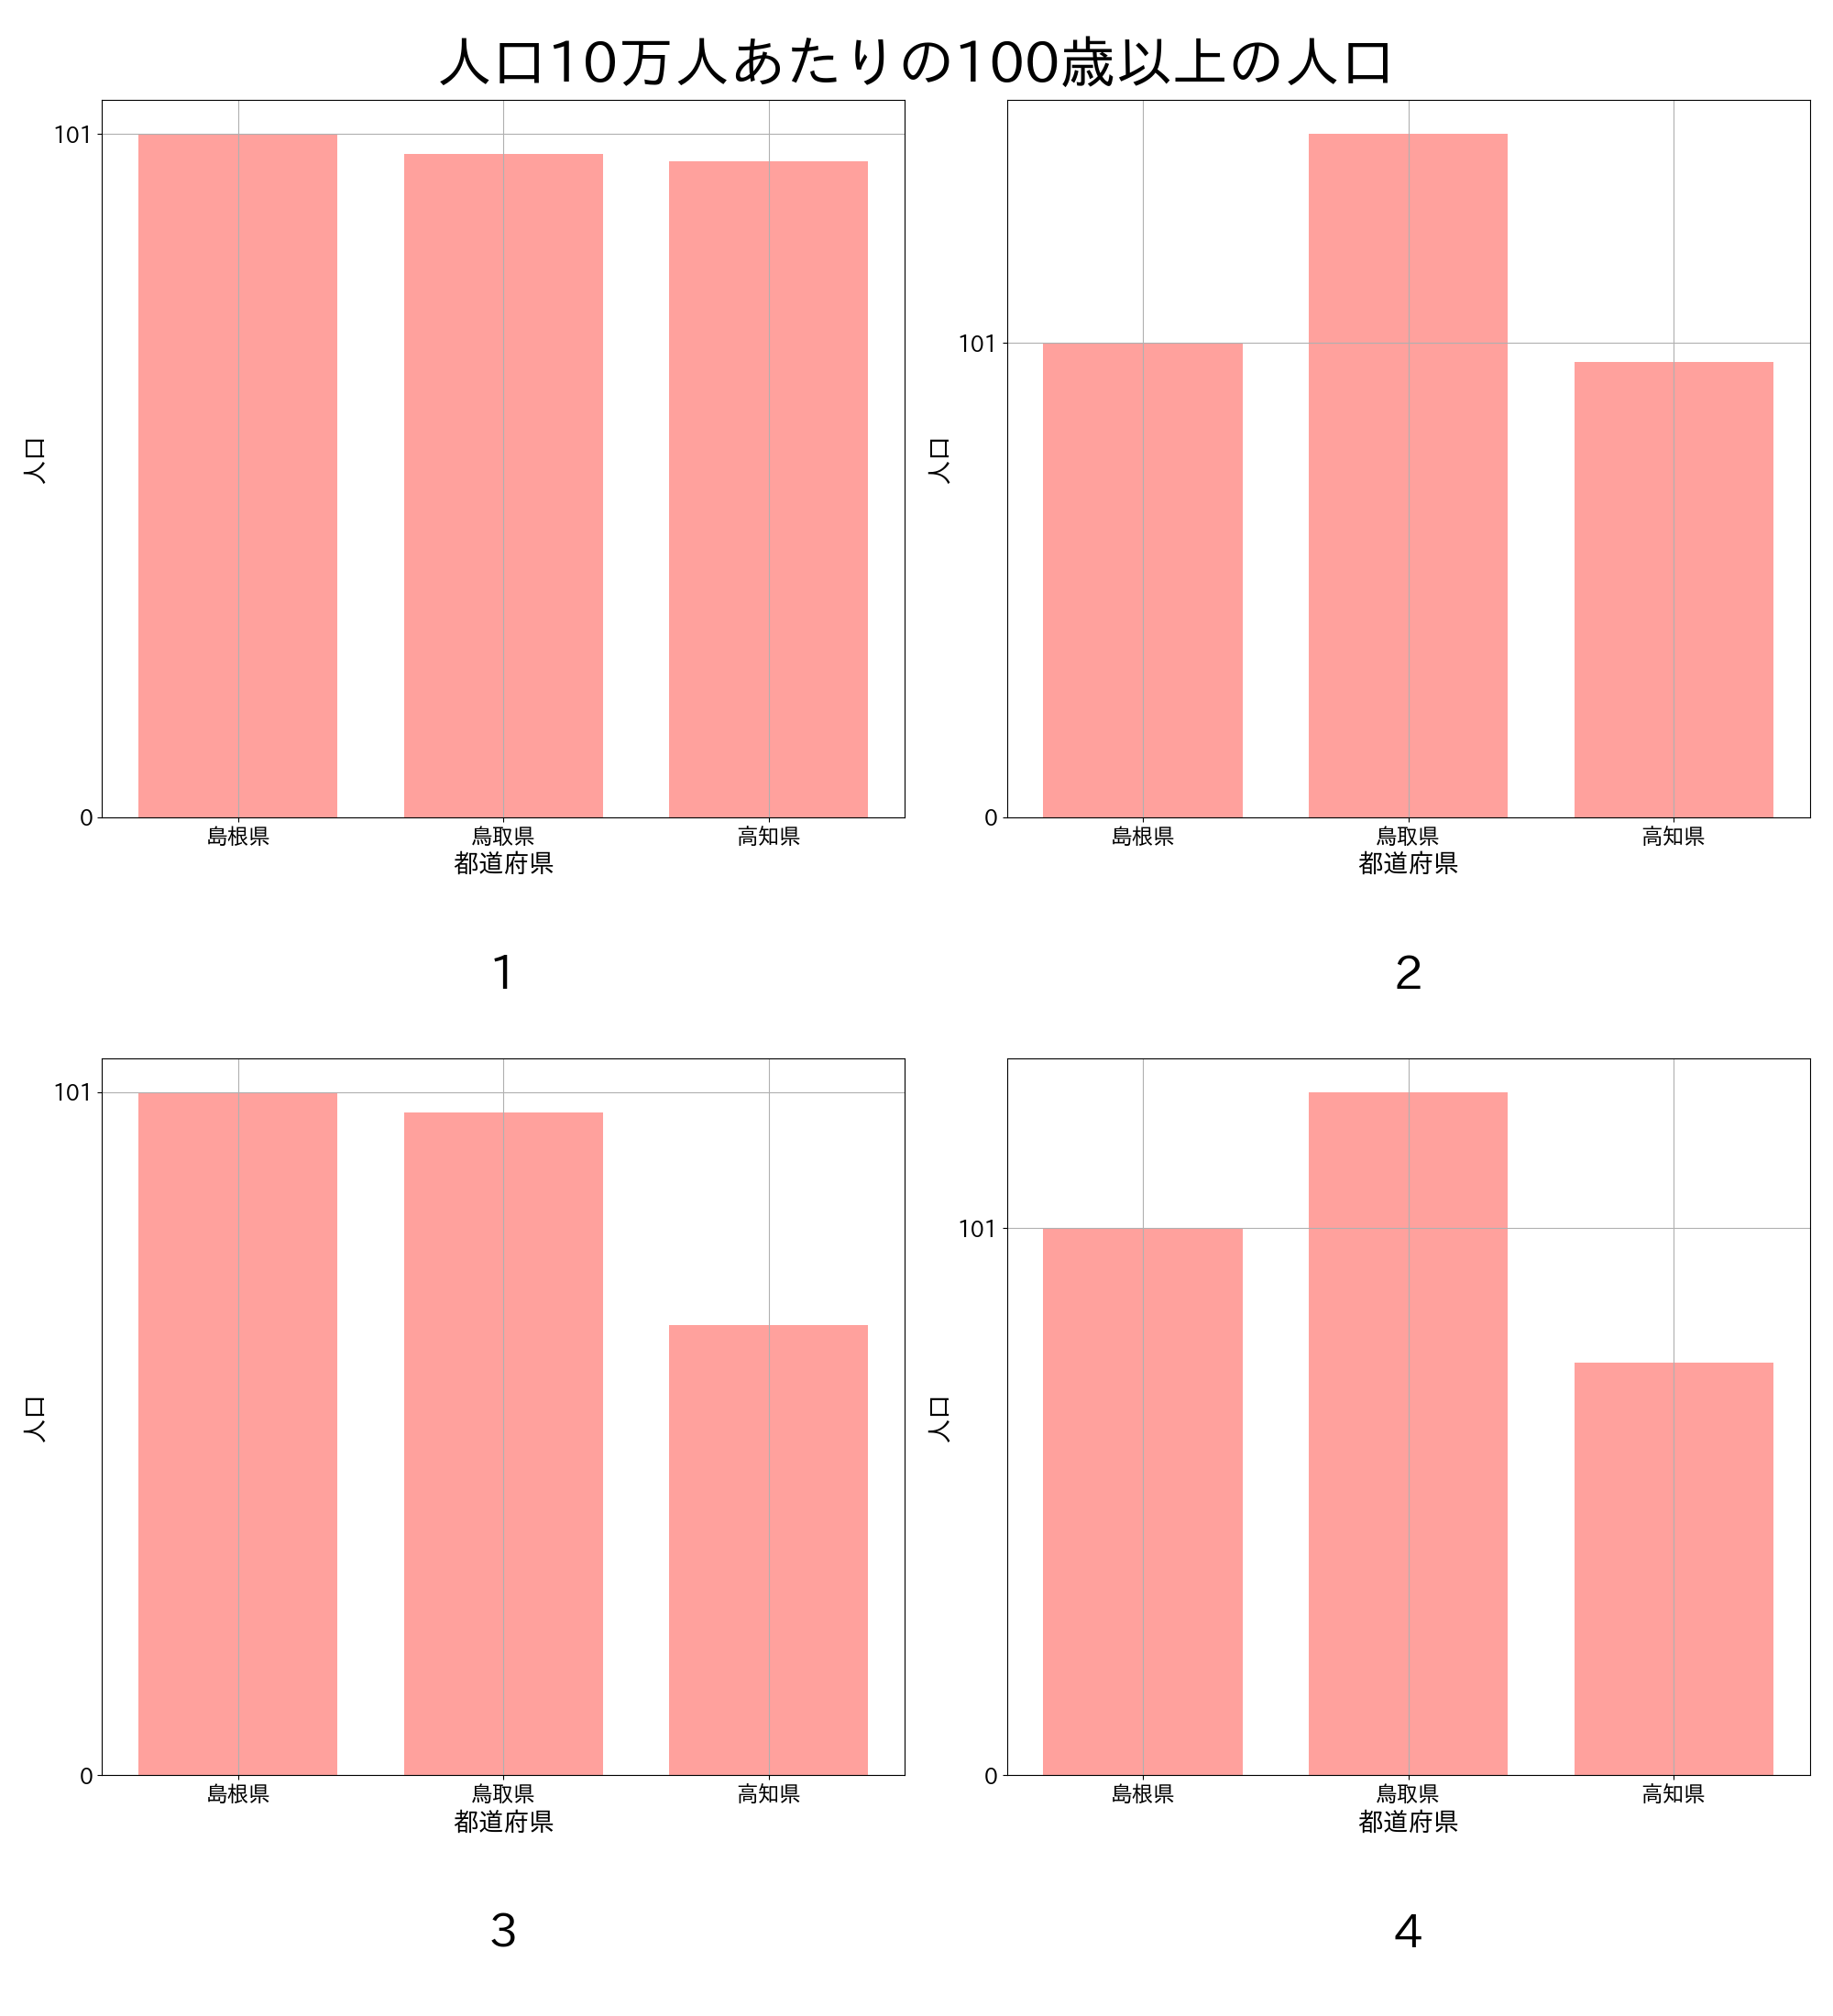 人口10万人あたりの100歳以上の人口
101
人口
0
島根県 鳥取県 高知県
都道府県
1
101
人口
0
島根県 鳥取県 高知県
都道府県
2
101
人口
0
島根県 鳥取県 高知県
都道府県
3
101
人口
0
島根県 鳥取県 高知県
都道府県
4